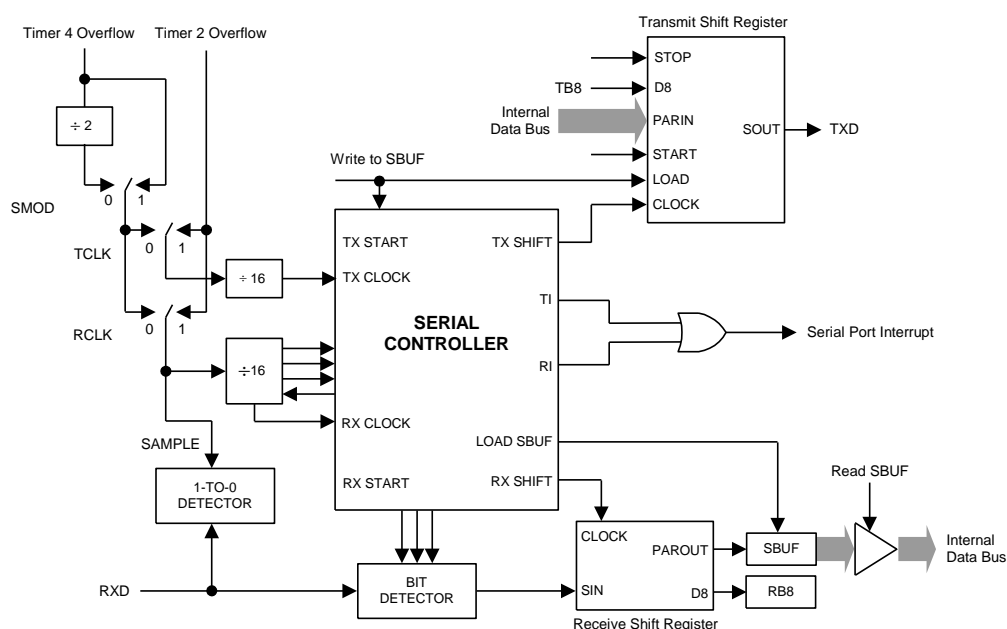 Transmit Shift Register
Timer 4 Overflow
Timer 2 Overflow
STOP
TB8
D8
÷ 2
Internal
Data Bus
PARIN
SOUT
TXD
START
Write to SBUF
LOAD
CLOCK
0
1
SMOD
TX START
TX SHIFT
TCLK
0
1
÷ 16
TX CLOCK
TI
SERIAL
CONTROLLER
RCLK
0
1
Serial Port Interrupt
RI
÷16
RX CLOCK
SAMPLE
LOAD SBUF
1-TO-0
DETECTOR
RX START
RX SHIFT
Read SBUF
CLOCK
PAROUT
SBUF
Internal
Data Bus
RXD
BIT
DETECTOR
SIN
D8
RB8
Receive Shift Register